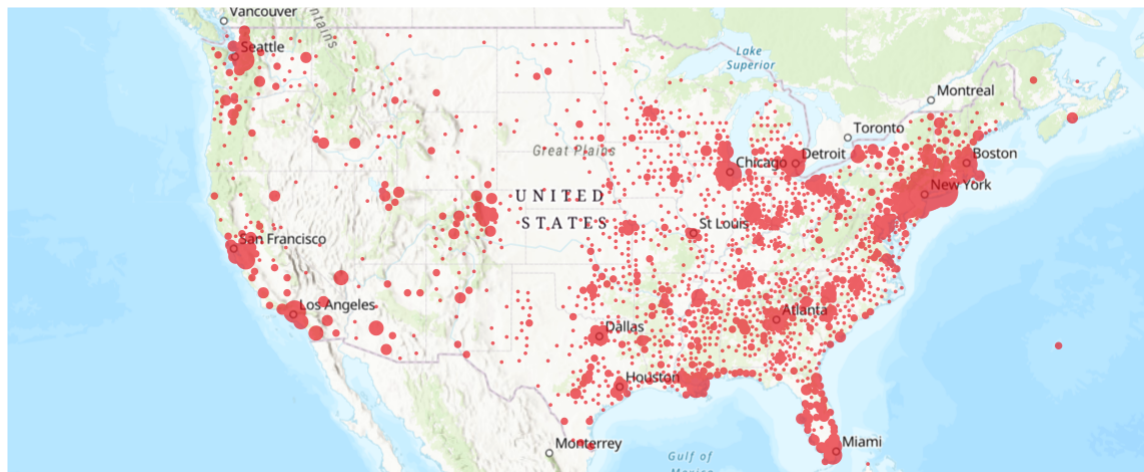 Vancouver
ntains
Seattle
Lake
Superior
Montreal
Toronto
Great Plains
Chicago
Detroit
Boston
New York
UNITED
STATES
St Louis
San Francisco
Los Angeles
Atlanta
Dallas
Houston
Miami
Monterrey
Gulf of